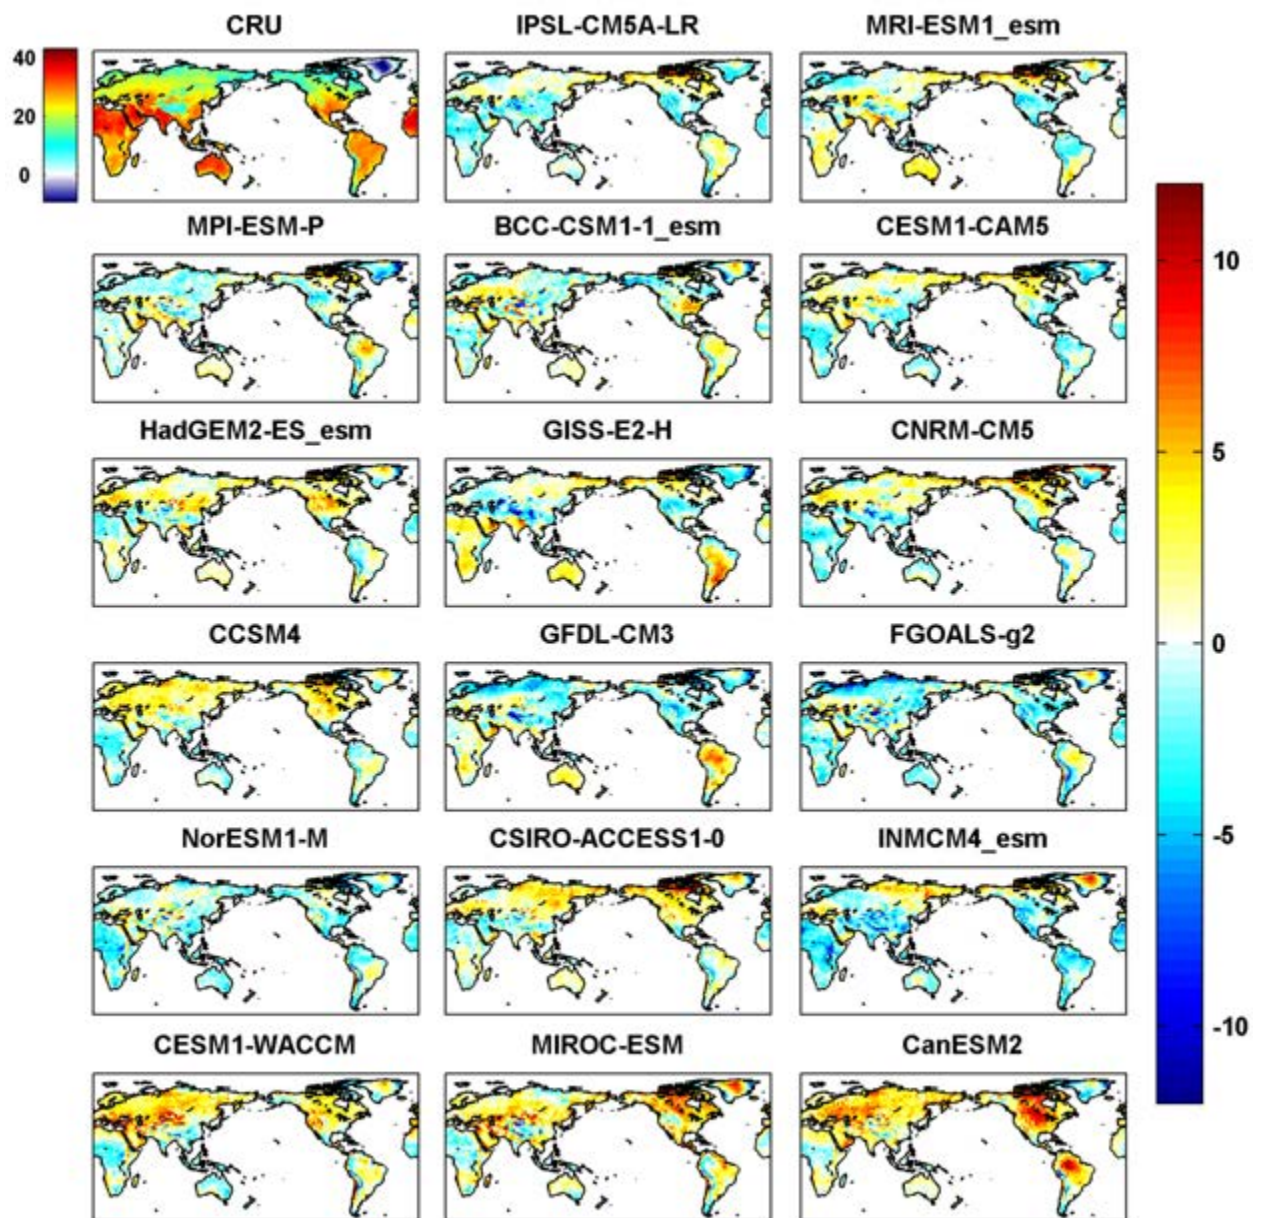 CRU IPSL-CM5A-LR MRI-ESM1_esm
40
20
0
MPI-ESM-P BCC-CSM1-1_esm CESM1-CAM5
10
HadGEM2-ES_esm GISS-E2-H CNRM-CM5
5
CCSM4 GFDL-CM3 FGOALS-g2
0
-5
NorESM1-M CSIRO-ACCESS1-0 INMCM4_esm
-10
CESM1-WACCM MIROC-ESM CanESM2